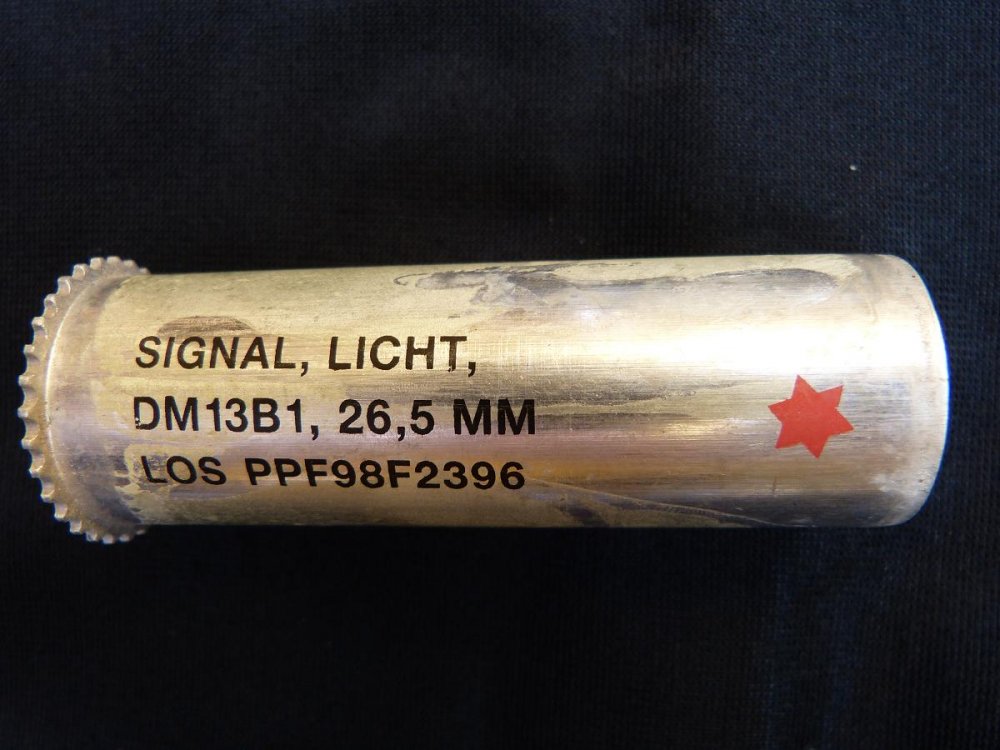 SIGNAL, LICHT,
DM13B1, 26,5 MM
LOS PPF98F2396